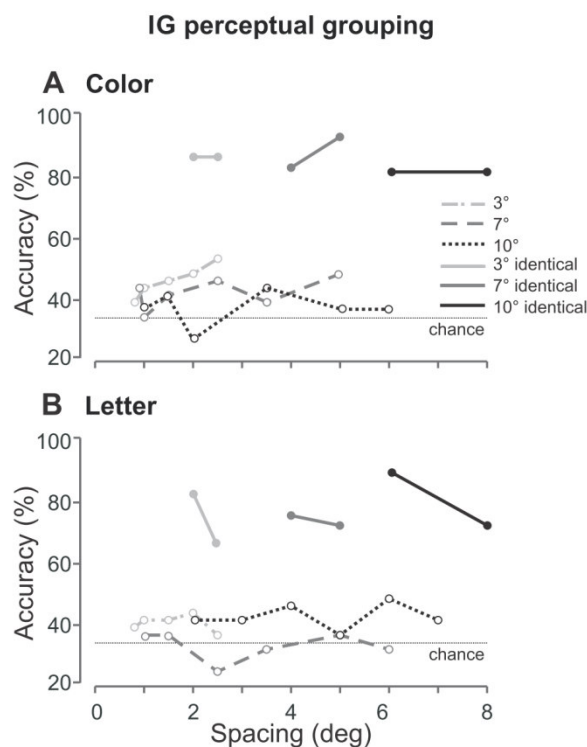 IG perceptual grouping
A Color
100
80
60
40
20
Accuracy (%)
3°
7°
10°
3° identical
7° identical
10° identical
chance
B Letter
100
80
60
40
20
Accuracy (%)
chance
0 2 4 6 8
Spacing (deg)